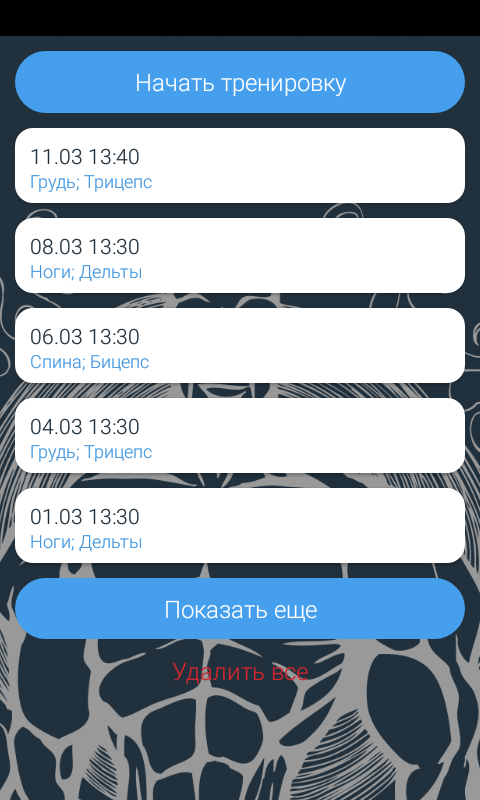 Начать тренировку
11.03 13:40
Грудь; Трицепс
08.03 13:30
Ноги; Дельты
06.03 13:30
Спина; Бицепс
04.03 13:30
Грудь; Трицепс
01.03 13:30
Ноги; Дельты
Показать еще
Удалить все